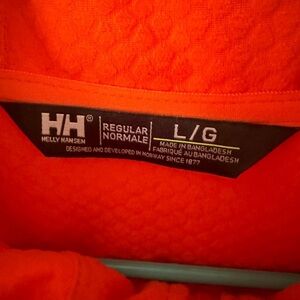 HH®
HELLY HANSEN
REGULAR
NORMALE
L/G
MADE IN BANGLADESH
FABRIQUÉ AU BANGLADESH
DESIGNED AND DEVELOPED IN NORWAY SINCE 1877